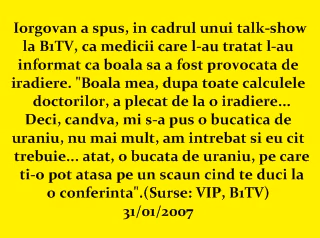 Iorgovan a spus, in cadrul unui talk-show
la B1TV, ca medicii care l-au tratat l-au
informat ca boala sa a fost provocata de
iradiere. "Boala mea, dupa toate calculele
doctorilor, a plecat de la o iradiere...
Deci, candva, mi s-a pus o bucatica de
uraniu, nu mai mult, am intrebat si eu cit
trebuie... atat, o bucata de uraniu, pe care
ti-o pot atasa pe un scaun cind te duci la
o conferinta".(Surse: VIP, B1TV)
31/01/2007